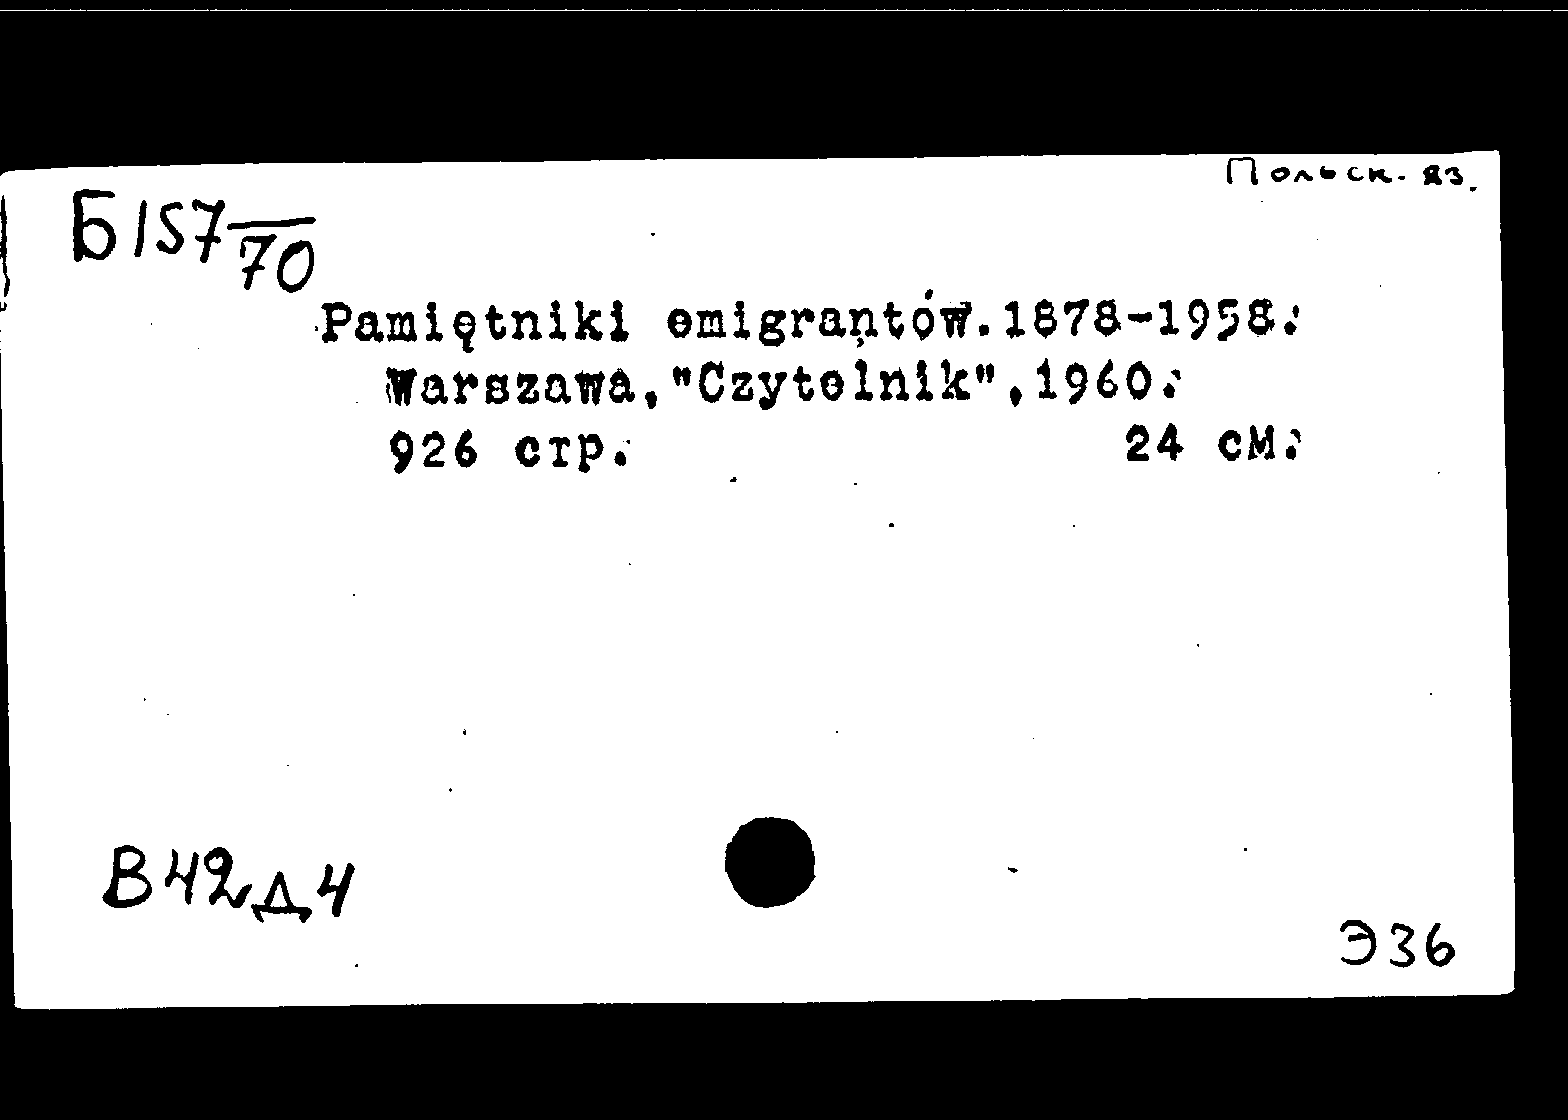 Польск. яз.
Б157/70
Pamiętniki emigrantów.1878-1958.
Warszawa,"Czytelnik",1960.
926 стр. 24 см.
В42д4
Э36